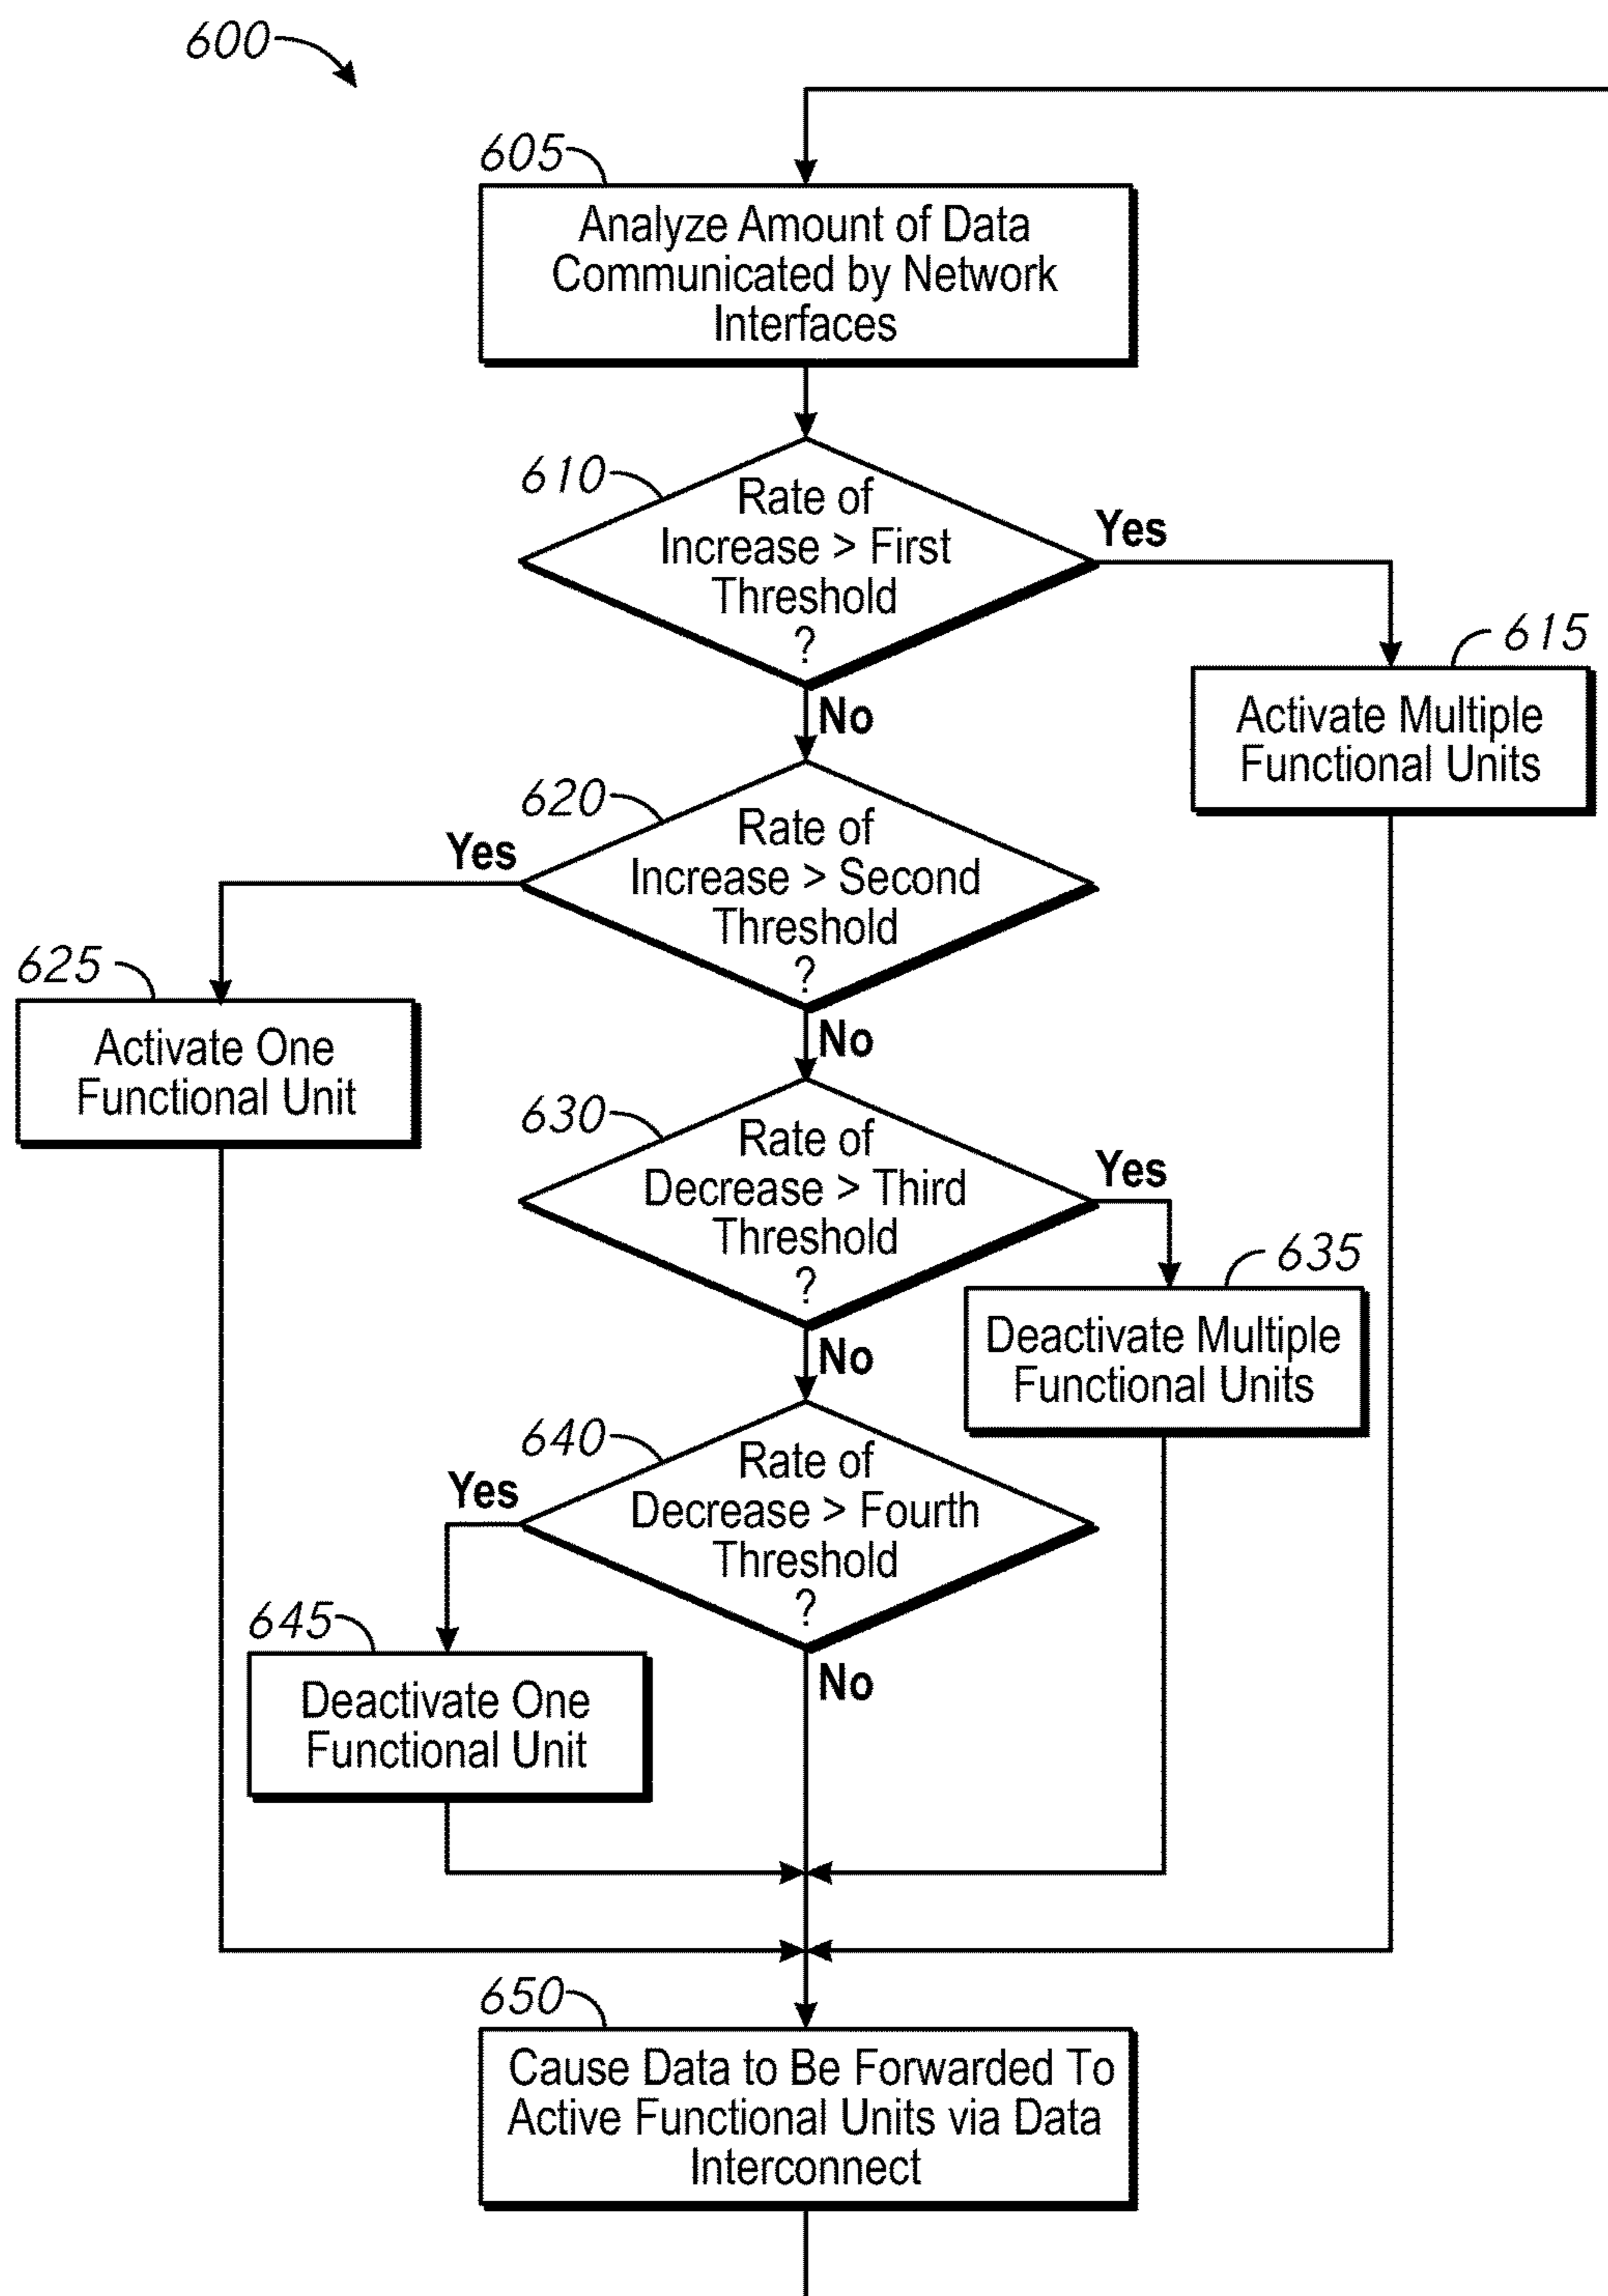 600
605
Analyze Amount of Data
Communicated by Network
Interfaces
610
Rate of
Increase > First
Threshold
?
Yes
615
Activate Multiple
Functional Units
No
620
Rate of
Increase > Second
Threshold
?
Yes
625
Activate One
Functional Unit
No
630
Rate of
Decrease > Third
Threshold
?
Yes
635
Deactivate Multiple
Functional Units
No
640
Rate of
Decrease > Fourth
Threshold
?
Yes
645
Deactivate One
Functional Unit
No
650
Cause Data to Be Forwarded To
Active Functional Units via Data
Interconnect